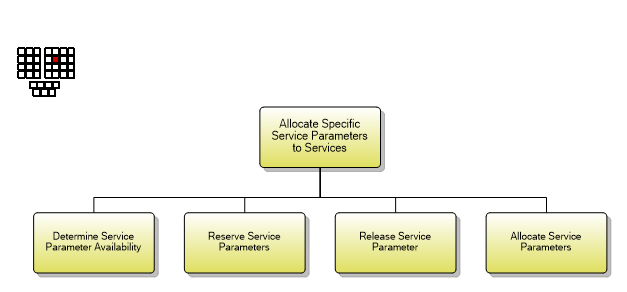 Allocate Specific
Service Parameters
to Services
Determine Service
Parameter Availability
Reserve Service
Parameters
Release Service
Parameter
Allocate Service
Parameters